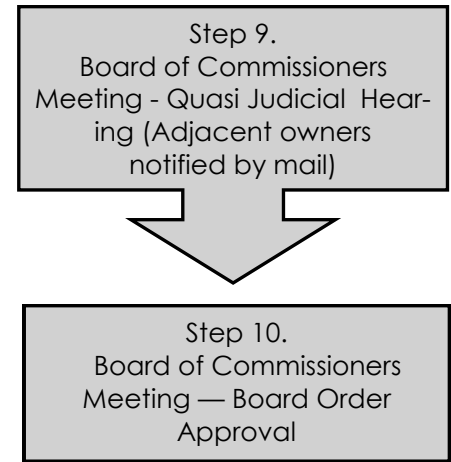 Step 9.
Board of Commissioners
Meeting - Quasi Judicial  Hear-
ing (Adjacent owners
notified by mail)
Step 10.
Board of Commissioners
Meeting — Board Order
Approval